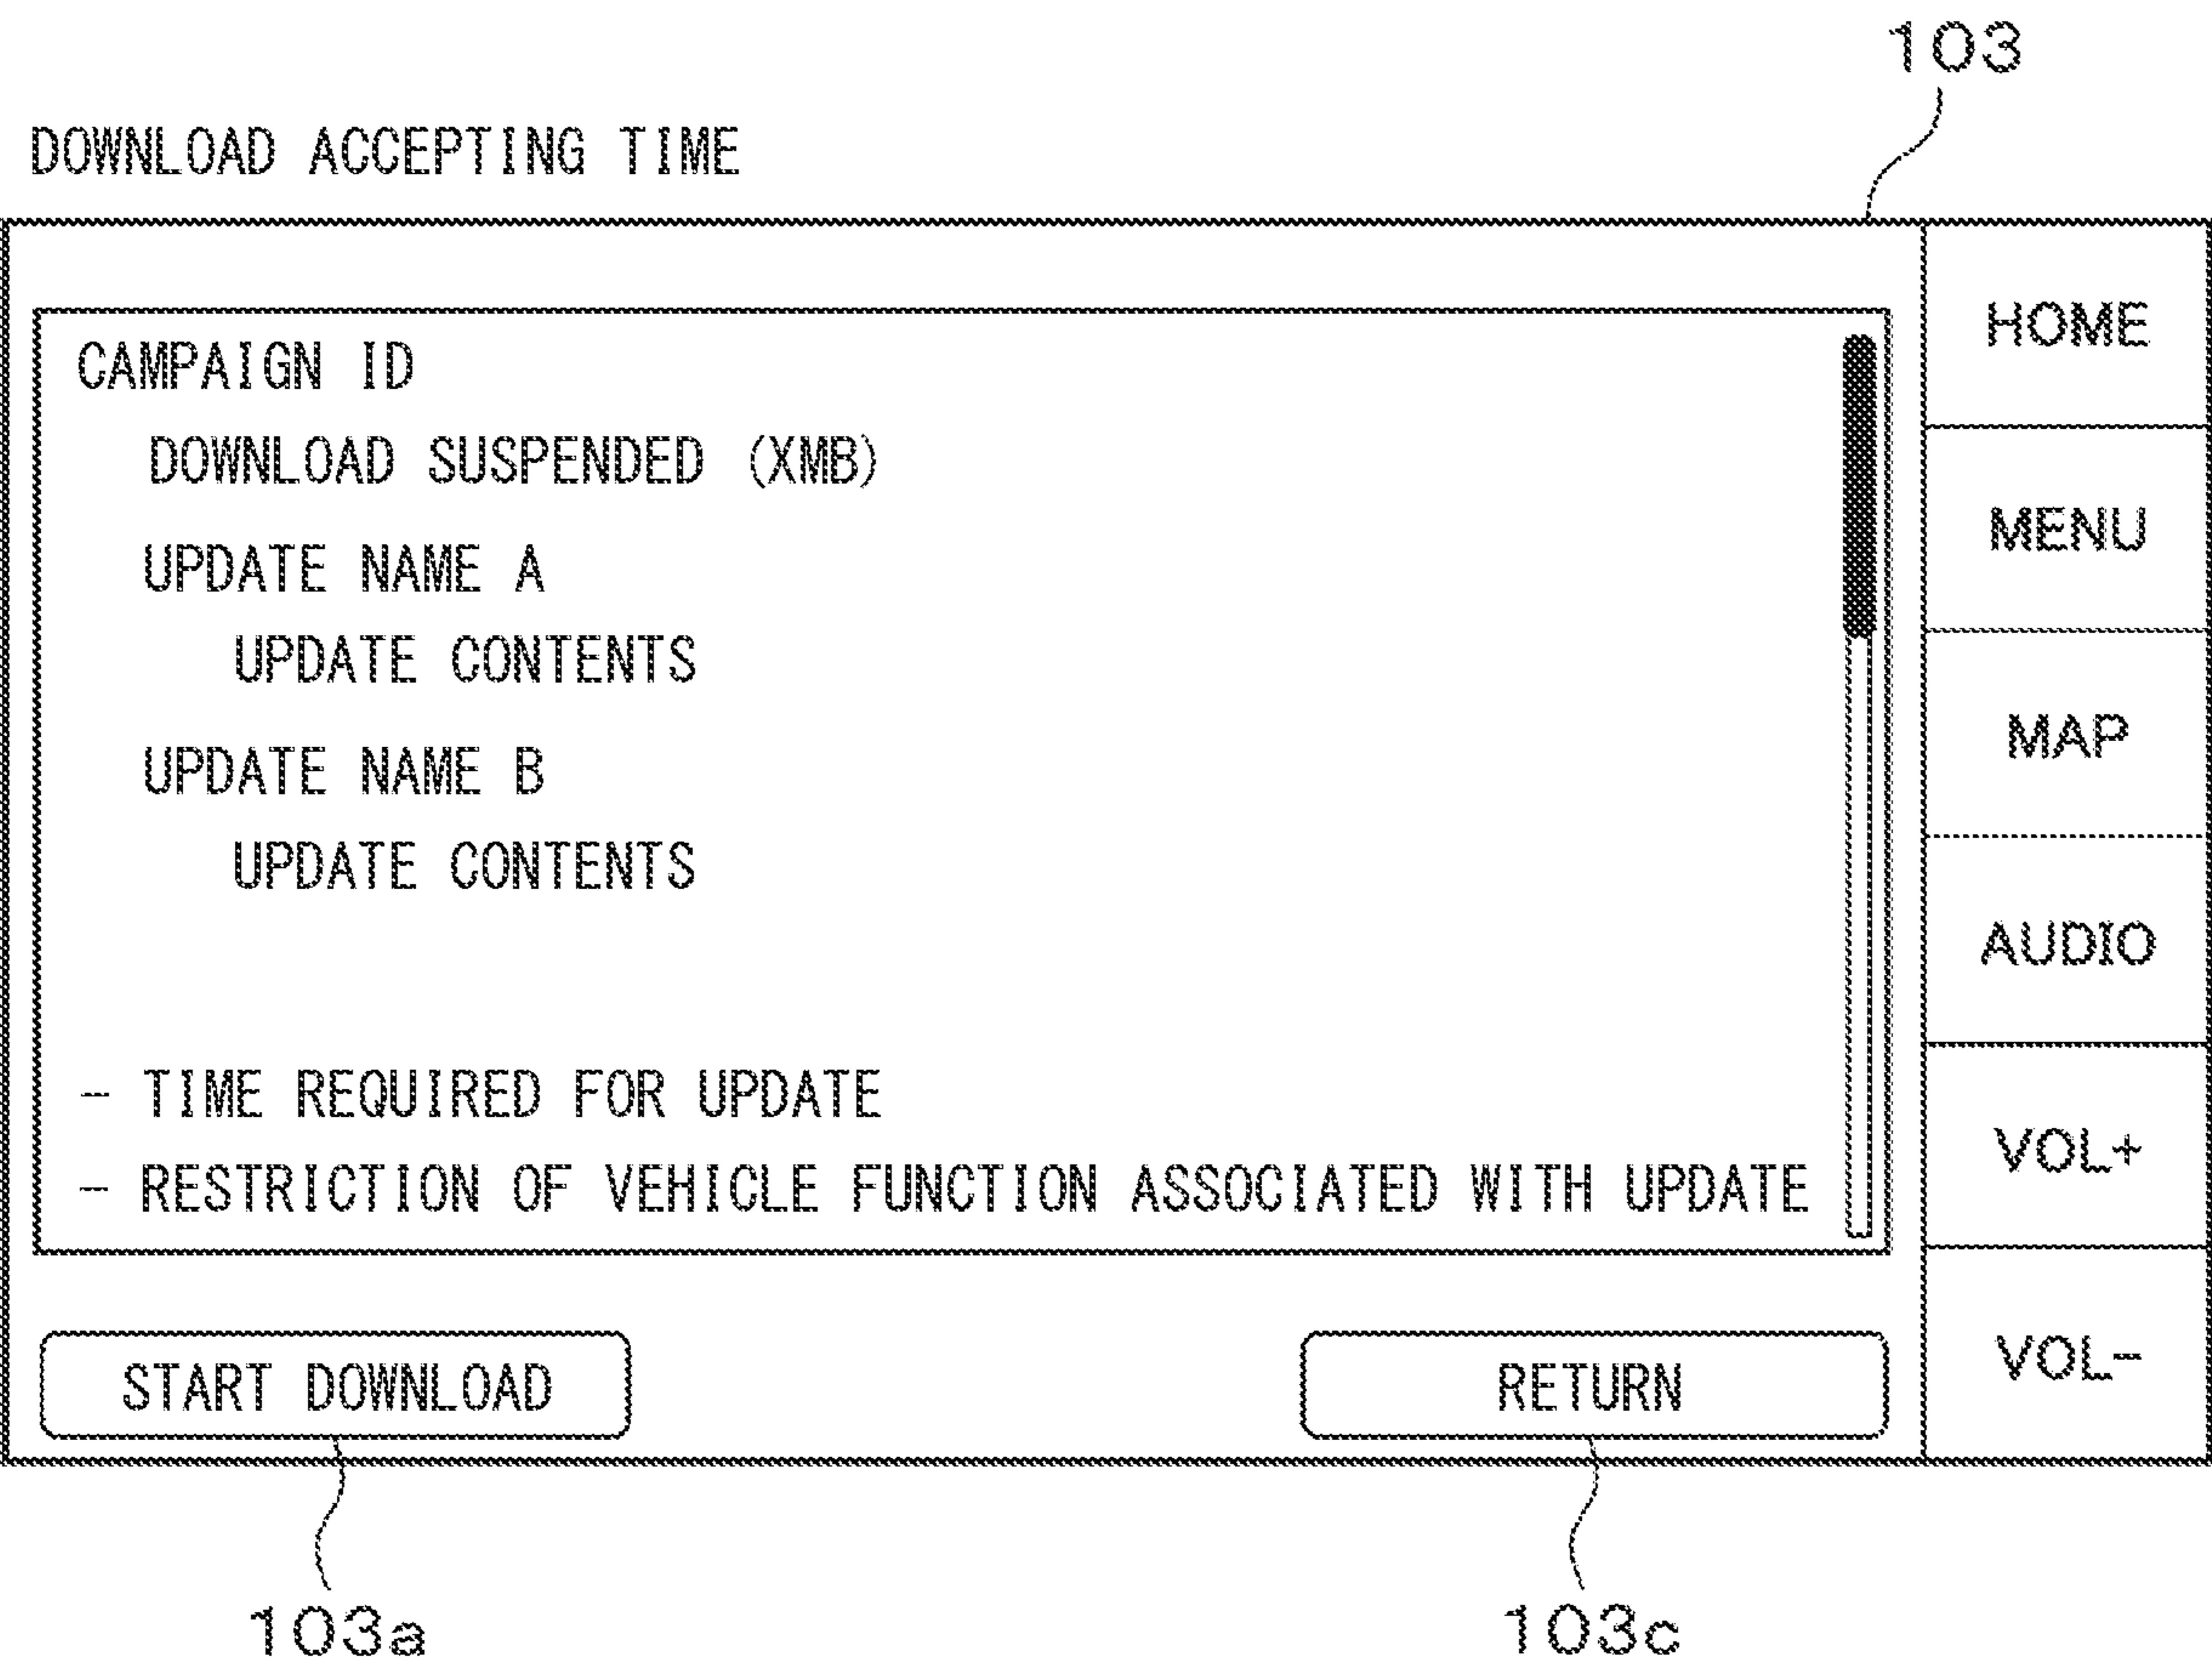 103
DOWNLOAD ACCEPTING TIME
CAMPAIGN ID
DOWNLOAD SUSPENDED (XMB)
UPDATE NAME A
UPDATE CONTENTS
UPDATE NAME B
UPDATE CONTENTS
- TIME REQUIRED FOR UPDATE
- RESTRICTION OF VEHICLE FUNCTION ASSOCIATED WITH UPDATE
START DOWNLOAD
RETURN
HOME
MENU
MAP
AUDIO
VOL+
VOL-
103a
103c